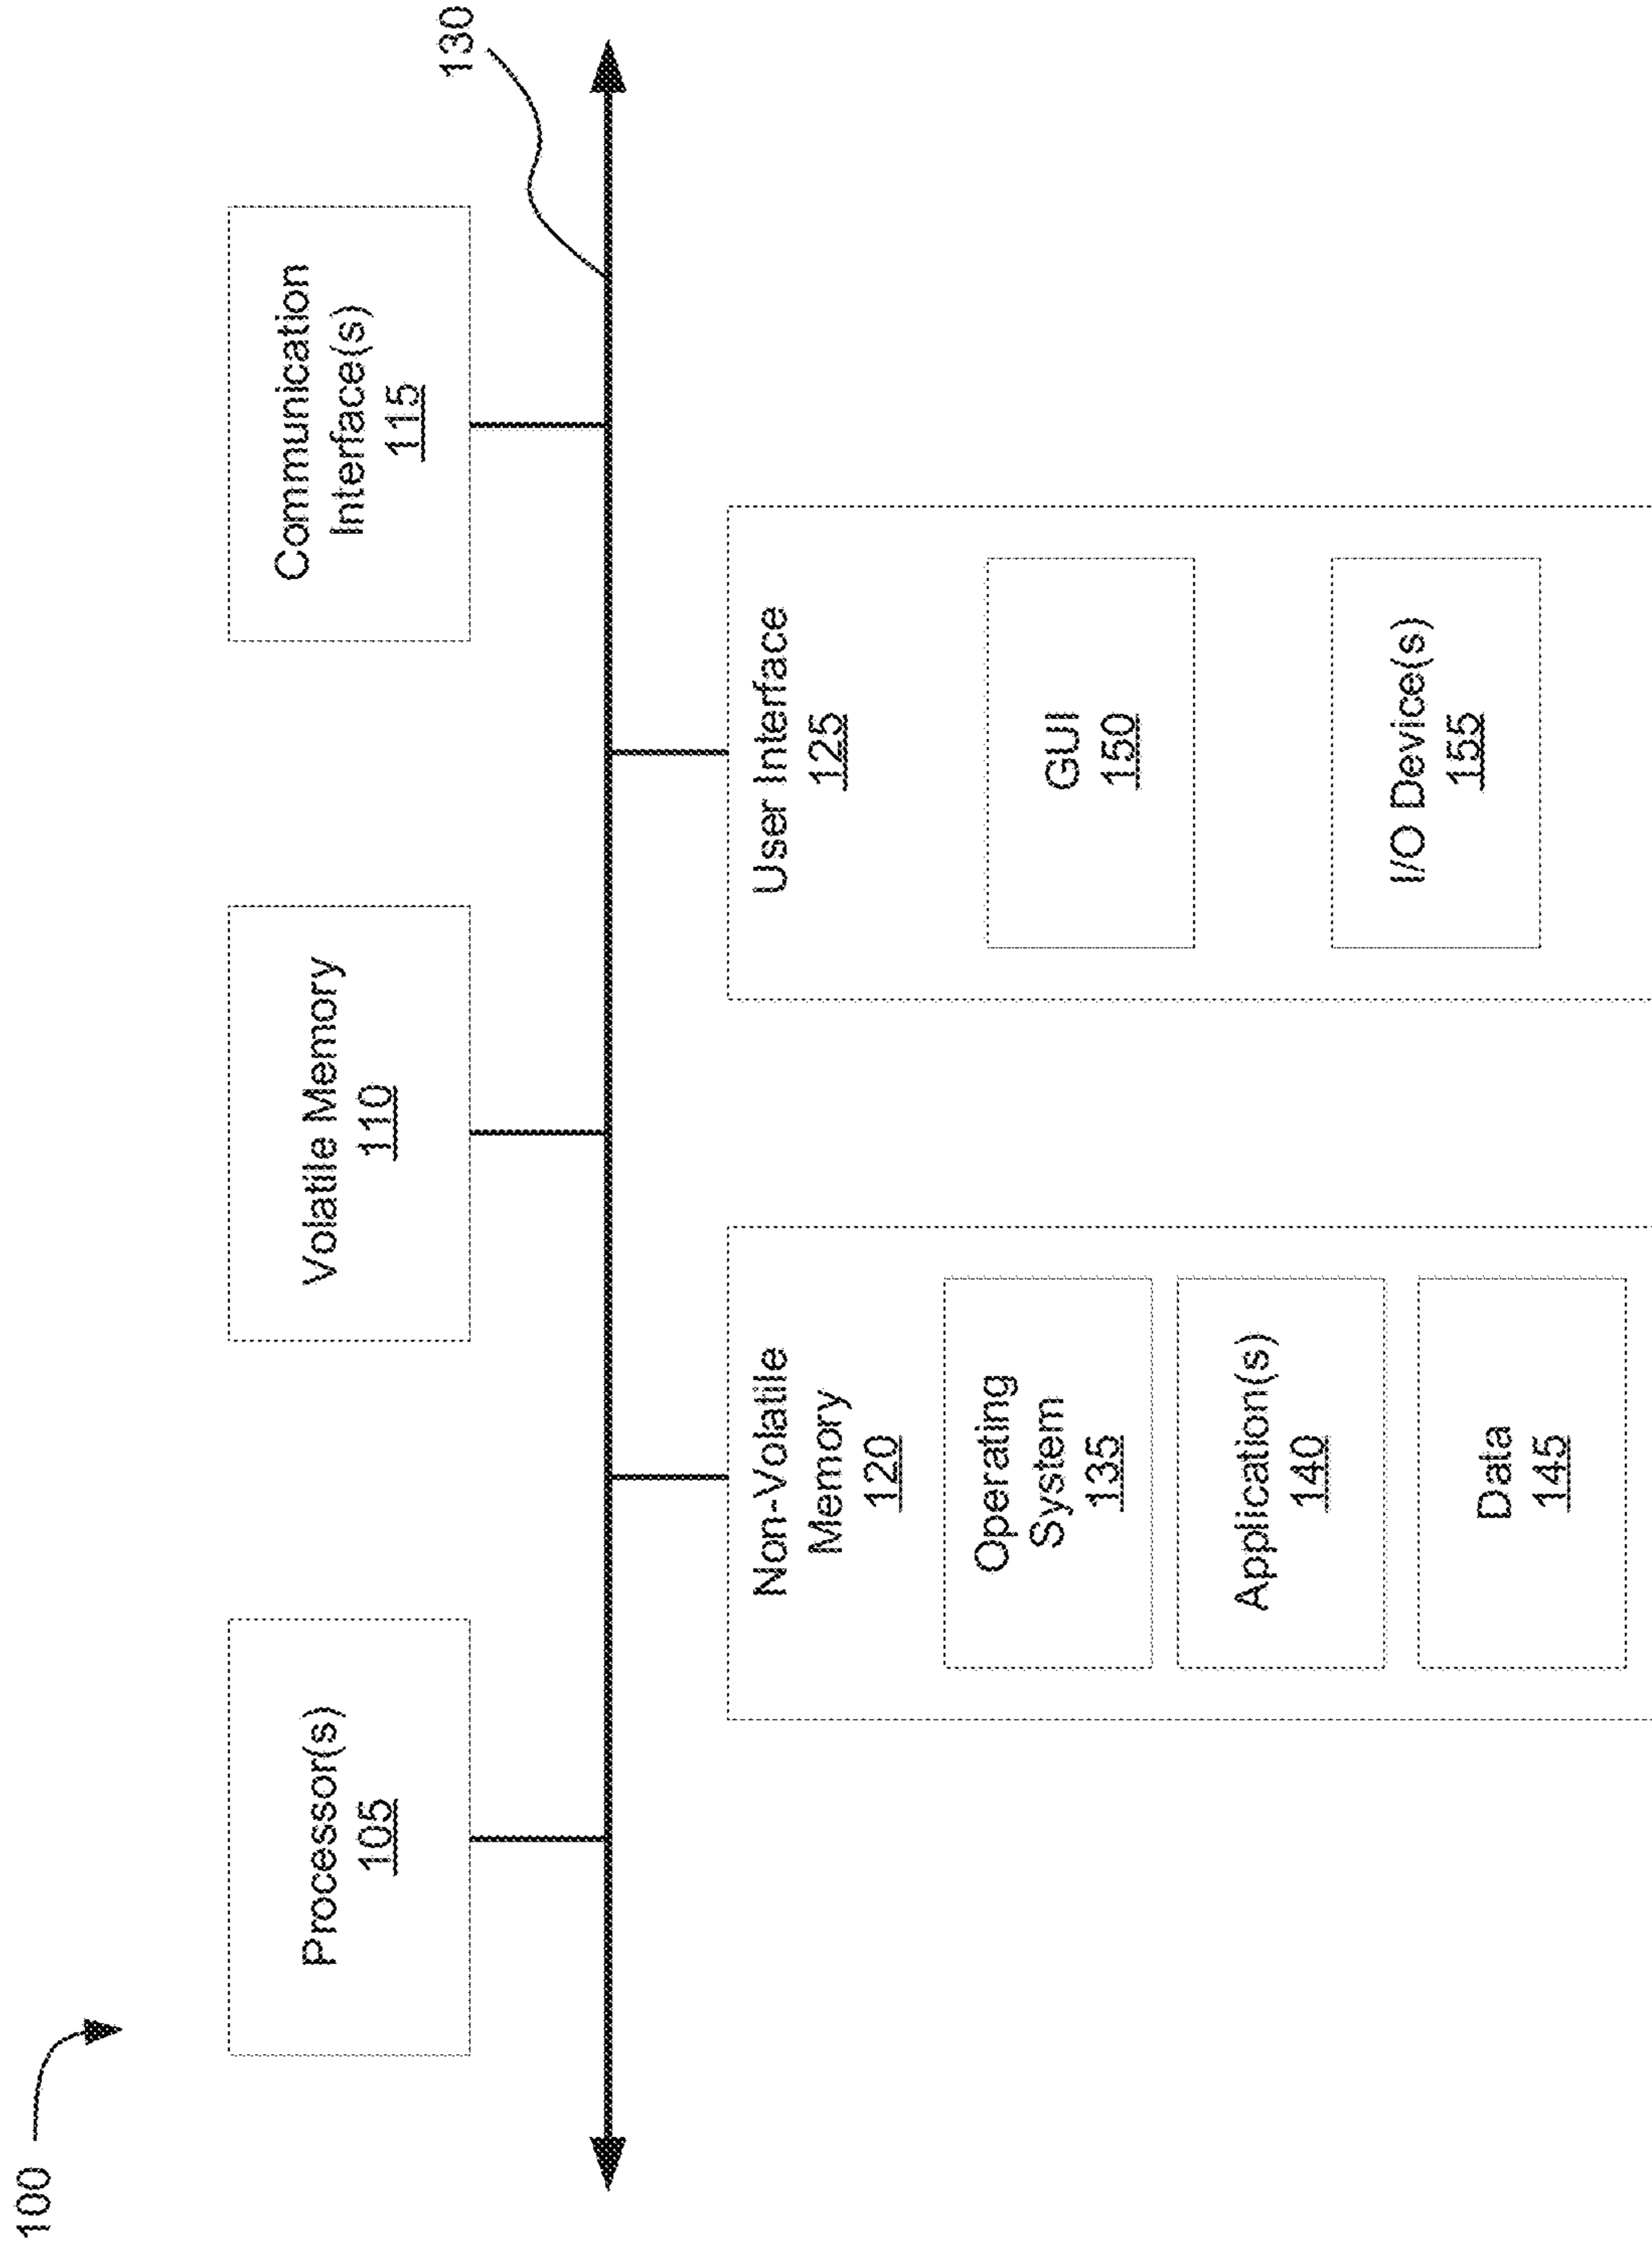 100
Processor(s)
105
Volatile Memory
110
Communication
Interface(s)
115
130
Non-Volatile
Memory
120
Operating
System
135
Application(s)
140
Data
145
User Interface
125
GUI
150
I/O Device(s)
155